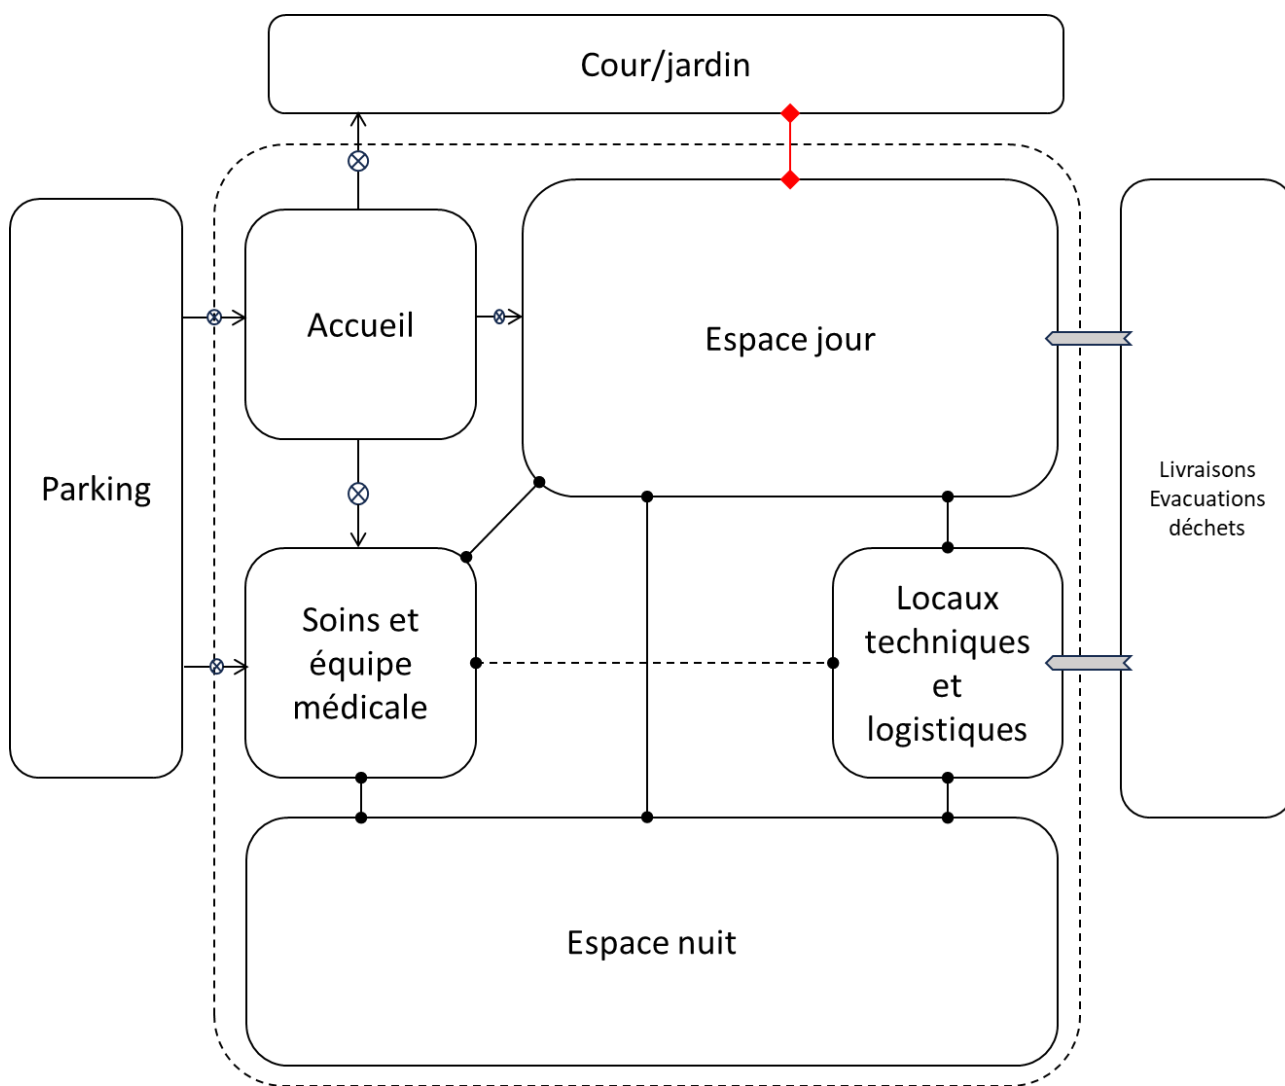 Cour/jardin
Accueil
Espace jour
Parking
Livraisons
Evacuations
déchets
Soins et
équipe
médicale
Locaux
techniques
et
logistiques
Espace nuit